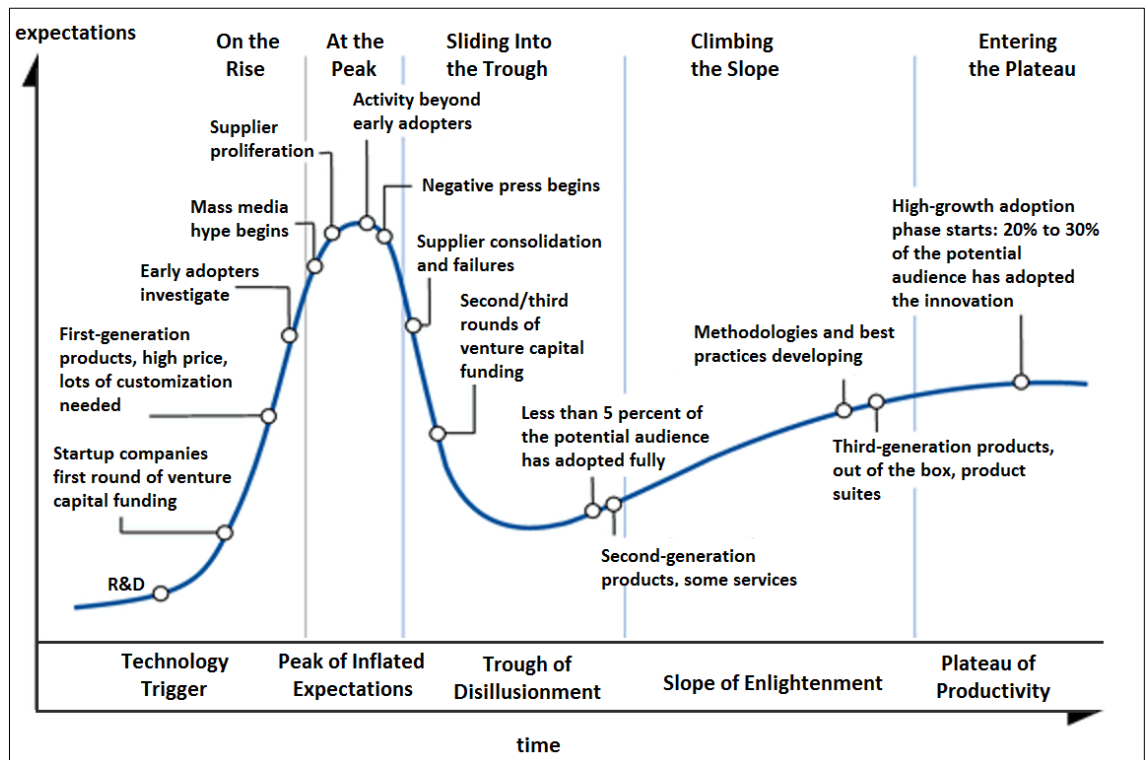 expectations
On the
Rise
At the
Peak
Sliding Into
the Trough
Climbing
the Slope
Entering
the Plateau
Activity beyond
early adopters
Supplier
proliferation
Negative press begins
Mass media
hype begins
High-growth adoption
phase starts: 20% to 30%
of the potential
audience has adopted
the innovation
Supplier consolidation
and failures
Early adopters
investigate
Second/third
rounds of
venture capital
funding
First-generation
products, high price,
lots of customization
needed
Methodologies and best
practices developing
Less than 5 percent of
the potential audience
has adopted fully
Startup companies
first round of venture
capital funding
Third-generation products,
out of the box, product
suites
Second-generation
products, some services
R&D
Technology
Trigger
Peak of Inflated
Expectations
Trough of
Disillusionment
Slope of Enlightenment
Plateau of
Productivity
time